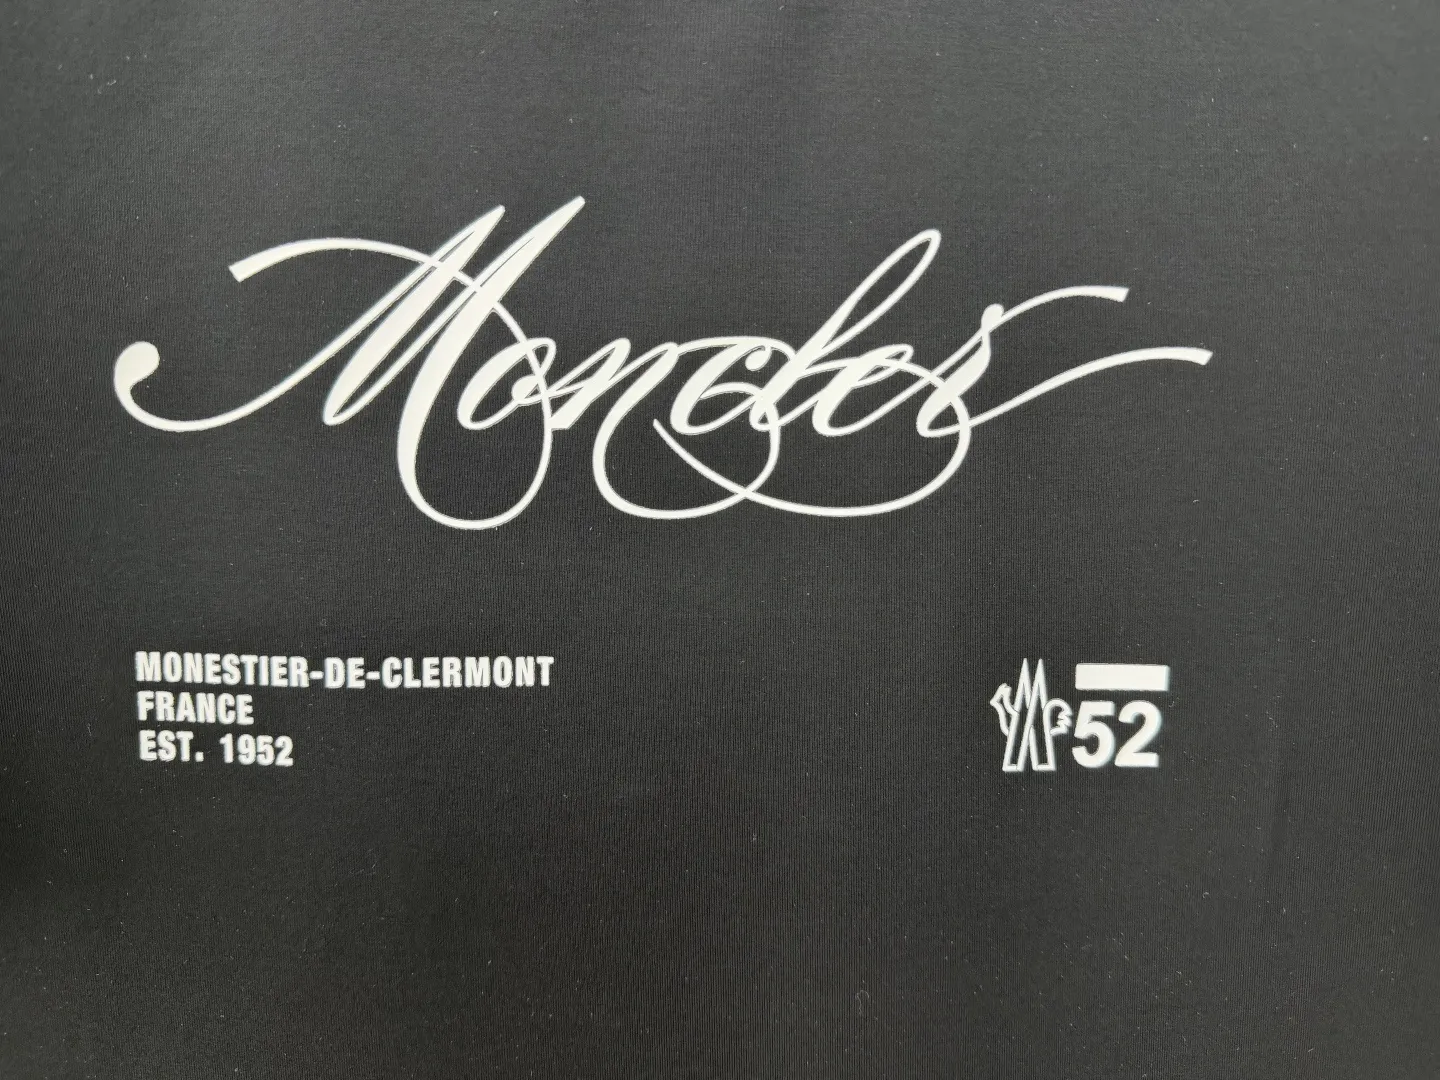 Moncler
MONESTIER-DE-CLERMONT
FRANCE
EST. 1952
52